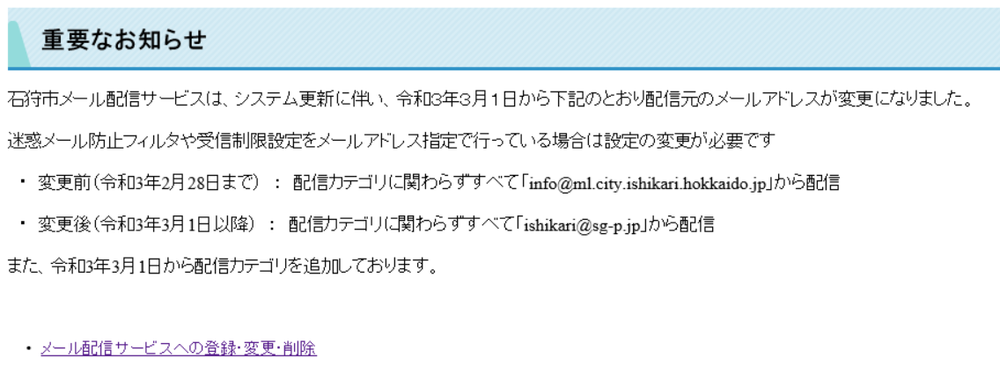 重要なお知らせ
石狩市メール配信サービスは、システム更新に伴い、令和3年3月1日から下記のとおり配信元のメールアドレスが変更になりました。
迷惑メール防止フィルタや受信制限設定をメールアドレス指定で行っている場合は設定の変更が必要です
・ 変更前(令和3年2月28日まで) : 配信カテゴリに関わらずすべて「info@ml.city.ishikari.hokkaido.jp」から配信
・ 変更後(令和3年3月1日以降) : 配信カテゴリに関わらずすべて「ishikari@sg-p.jp」から配信
また、令和3年3月1日から配信カテゴリを追加しております。
・ メール配信サービスへの登録・変更・削除